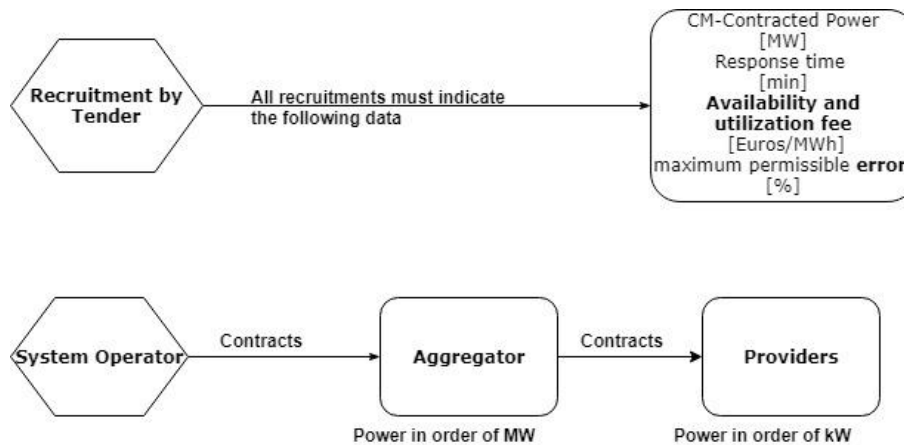 Recruitment by
Tender
All recruitments must indicate
the following data
CM-Contracted Power
[MW]
Response time
[min]
Availability and
utilization fee
[Euros/MWh]
maximum permissible error
[%]
System Operator
Contracts
Aggregator
Contracts
Providers
Power in order of MW
Power in order of kW